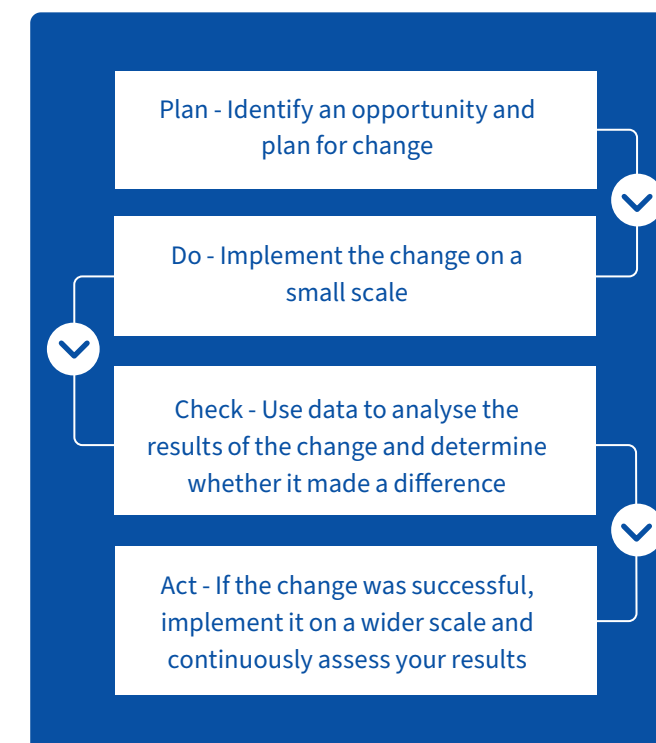 Plan - Identify an opportunity and
plan for change
Do - Implement the change on a
small scale
Check - Use data to analyse the
results of the change and determine
whether it made a difference
Act - If the change was successful,
implement it on a wider scale and
continuously assess your results